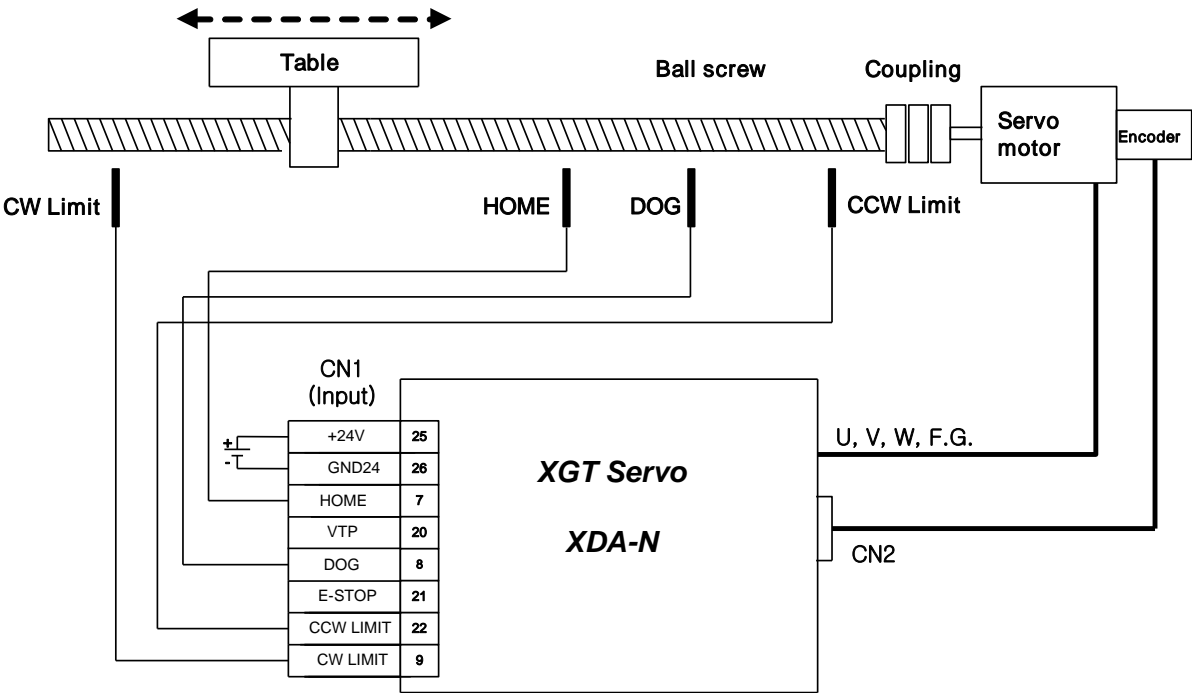 Table
Ball screw
Coupling
Servo
motor
Encoder
CW Limit
HOME
DOG
CCW Limit
CN1
(Input)
+
-
+24V 25
GND24 26
HOME 7
VTP 20
DOG 8
E-STOP 21
CCW LIMIT 22
CW LIMIT 9
XGT Servo
XDA-N
U, V, W, F.G.
CN2